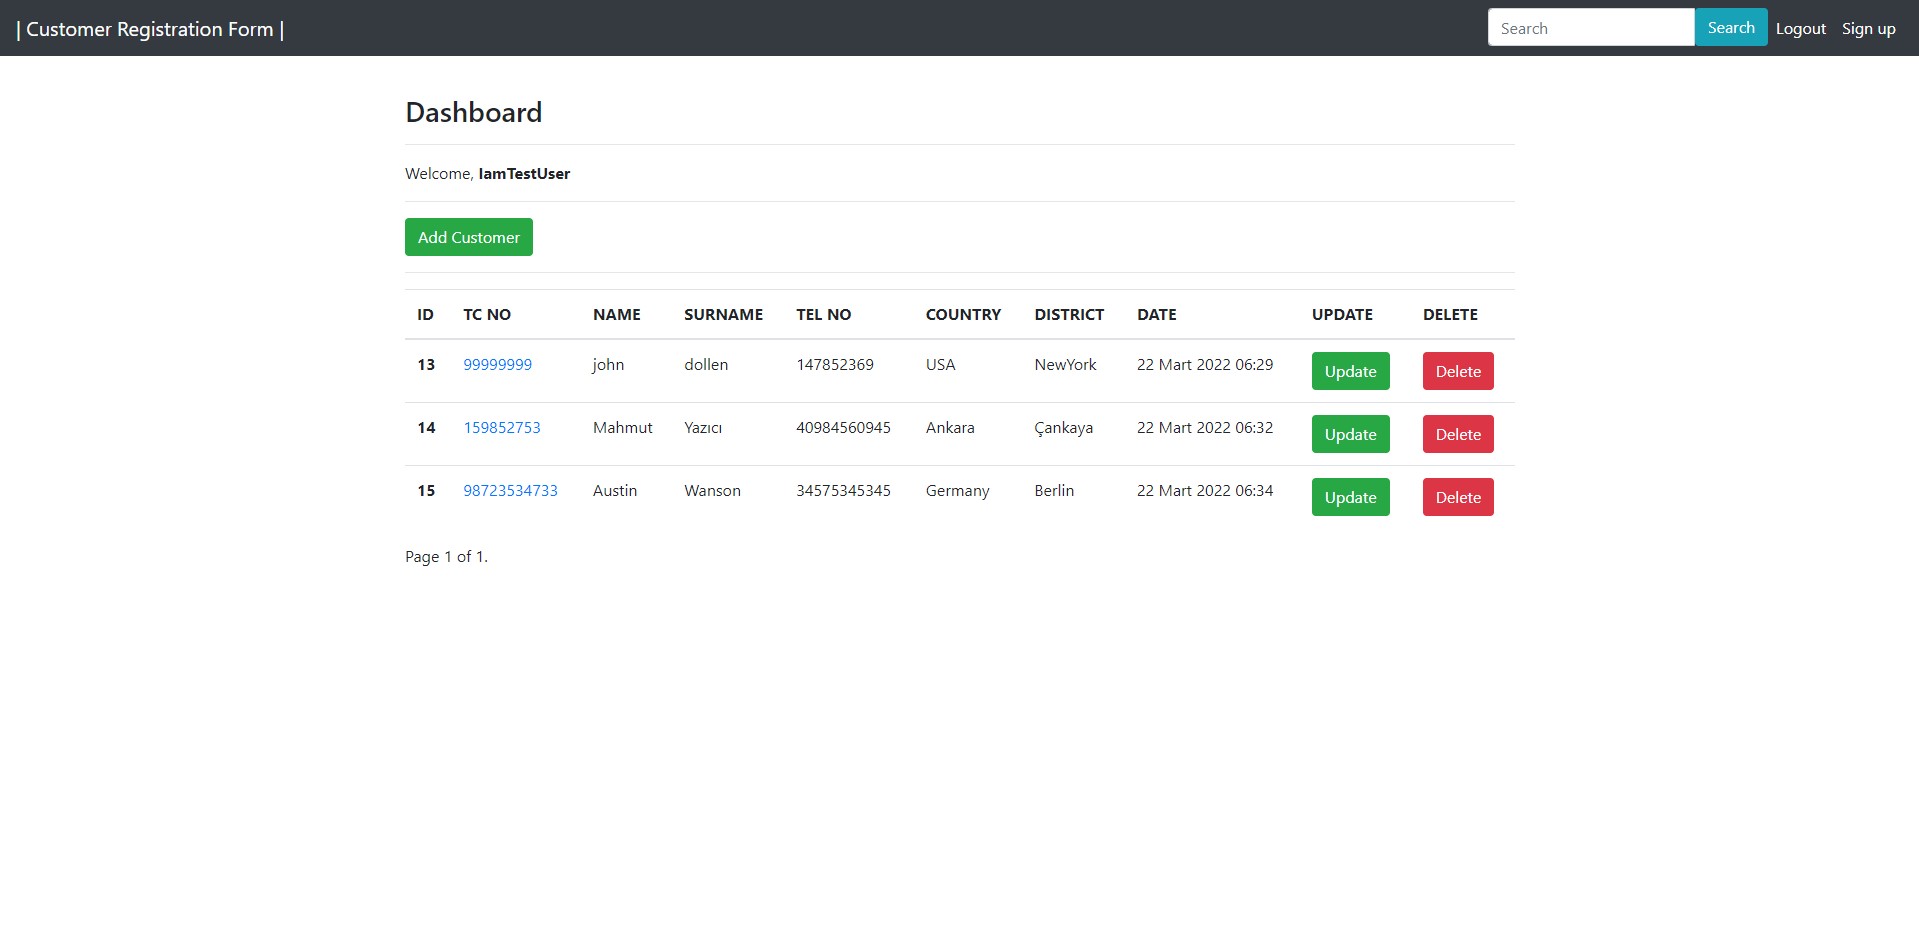 | Customer Registration Form | Search Search Logout Sign up
Dashboard
Welcome, IamTestUser
Add Customer
ID TC NO NAME SURNAME TEL NO COUNTRY DISTRICT DATE UPDATE DELETE
13 99999999 john dollen 147852369 USA NewYork 22 Mart 2022 06:29 Update Delete
14 159852753 Mahmut Yazıcı 40984560945 Ankara Çankaya 22 Mart 2022 06:32 Update Delete
15 98723534733 Austin Wanson 34575345345 Germany Berlin 22 Mart 2022 06:34 Update Delete
Page 1 of 1.